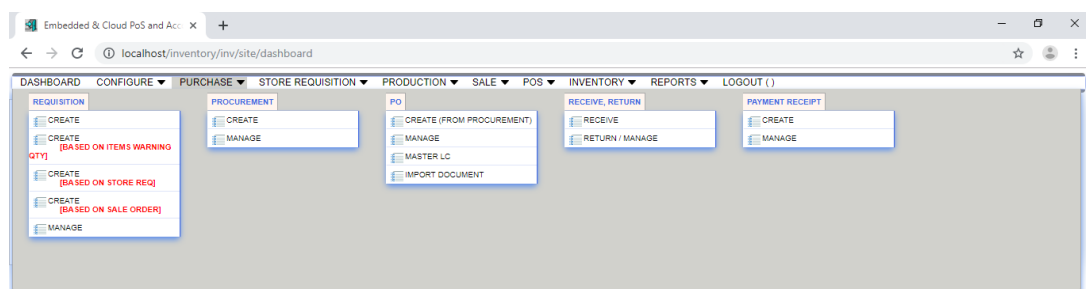 Embedded & Cloud PoS and Acc
localhost/inventory/inv/site/dashboard
DASHBOARD CONFIGURE PURCHASE STORE REQUISITION PRODUCTION SALE POS INVENTORY REPORTS LOGOUT ( )
REQUISITION
CREATE
CREATE
[BASED ON ITEMS WARNING
QTY]
CREATE
[BASED ON STORE REQ]
CREATE
[BASED ON SALE ORDER]
MANAGE
PROCUREMENT
CREATE
MANAGE
PO
CREATE (FROM PROCUREMENT)
MANAGE
MASTER LC
IMPORT DOCUMENT
RECEIVE, RETURN
RECEIVE
RETURN / MANAGE
PAYMENT RECEIPT
CREATE
MANAGE